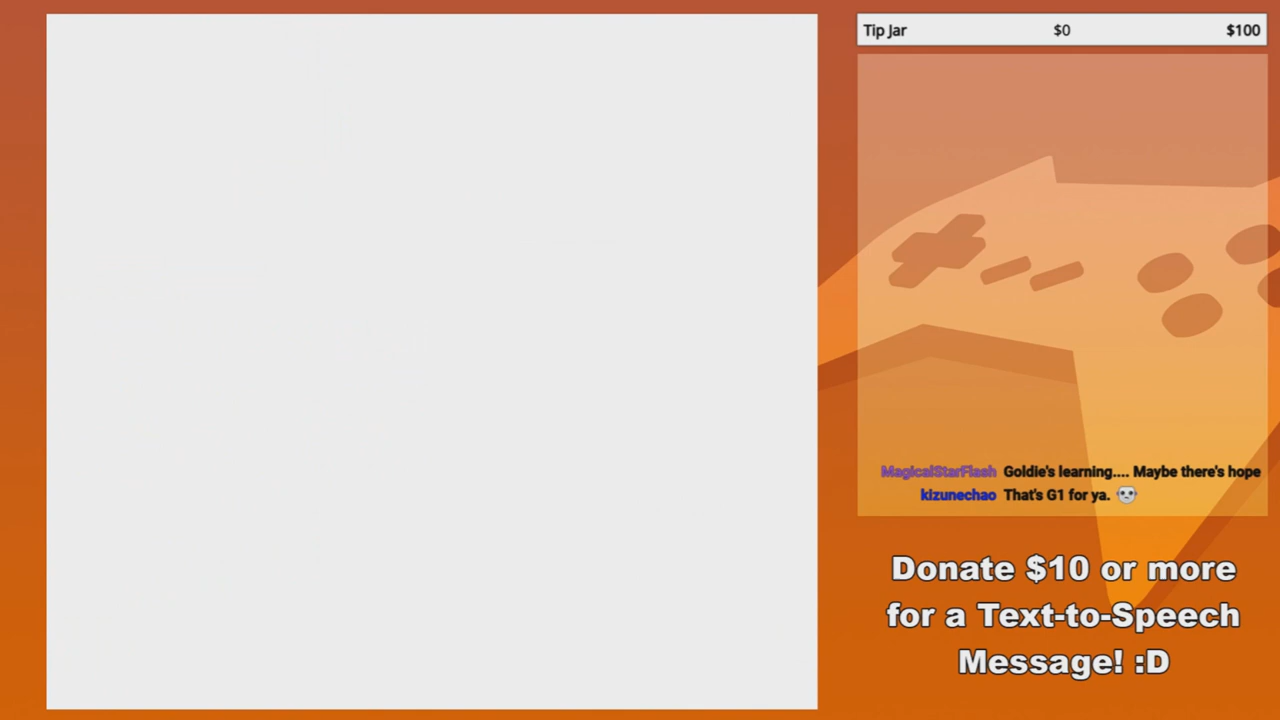 Tip Jar $0 $100
MagicalStarFlash Goldie's learning.... Maybe there's hope
kizunechao That's G1 for ya.
Donate $10 or more
for a Text-to-Speech
Message! :D